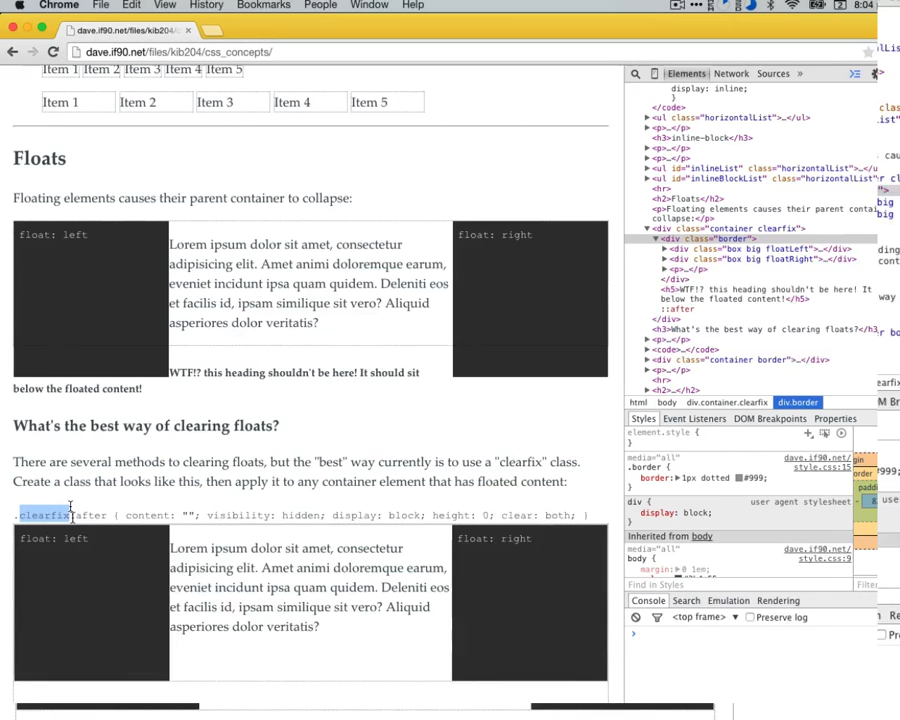 Chrome File Edit View History Bookmarks People Window Help 8:04
dave.if90.net/files/kib204/cs ×
dave.if90.net/files/kib204/css_concepts/
Item 1 Item 2 Item 3 Item 4 Item 5
Item 1 Item 2 Item 3 Item 4 Item 5
Floats
Floating elements causes their parent container to collapse:
float: left
Lorem ipsum dolor sit amet, consectetur
adipisicing elit. Amet animi doloremque earum,
eveniet incidunt ipsa quam quidem. Deleniti eos
et facilis id, ipsam similique sit vero? Aliquid
asperiores dolor veritatis?
float: right
WTF!? this heading shouldn't be here! It should sit
below the floated content!
What's the best way of clearing floats?
There are several methods to clearing floats, but the "best" way currently is to use a "clearfix" class.
Create a class that looks like this, then apply it to any container element that has floated content:
.clearfix:after { content: ""; visibility: hidden; display: block; height: 0; clear: both; }
float: left
Lorem ipsum dolor sit amet, consectetur
adipisicing elit. Amet animi doloremque earum,
eveniet incidunt ipsa quam quidem. Deleniti eos
et facilis id, ipsam similique sit vero? Aliquid
asperiores dolor veritatis?
float: right
Elements Network Sources »
display: inline;
}
</code>
▶<ul class="horizontalList">…</ul>
▶<p>…</p>
<h3>inline-block</h3>
▶<p>…</p>
▶<p>…</p>
▶<ul id="inlineList" class="horizontalList">…</u
▶<ul id="inlineBlockList" class="horizontalList"
<hr>
<h2>Floats</h2>
<p>Floating elements causes their parent contai
collapse:</p>
▼<div class="container clearfix">
▼<div class="border">
▶<div class="box big floatLeft">…</div>
▶<div class="box big floatRight">…</div>
▶<p>…</p>
</div>
<h5>WTF!? this heading shouldn't be here! It
below the floated content!</h5>
::after
</div>
<h3>What's the best way of clearing floats?</h3
▶<p>…</p>
▶<code>…</code>
▶<div class="container border">…</div>
▶<p>…</p>
<hr>
▶<h2>…</h2>
html body div.container.clearfix div.border
Styles Event Listeners DOM Breakpoints Properties
element.style {
}
media="all" dave.if90.net/
.border { style.css:15
border:▶1px dotted #999;
}
div { user agent stylesheet
display: block;
}
Inherited from body
media="all" dave.if90.net/
body { style.css:9
margin:▶0 1em;
Find in Styles Filter
Console Search Emulation Rendering
<top frame> ▼ Preserve log
>